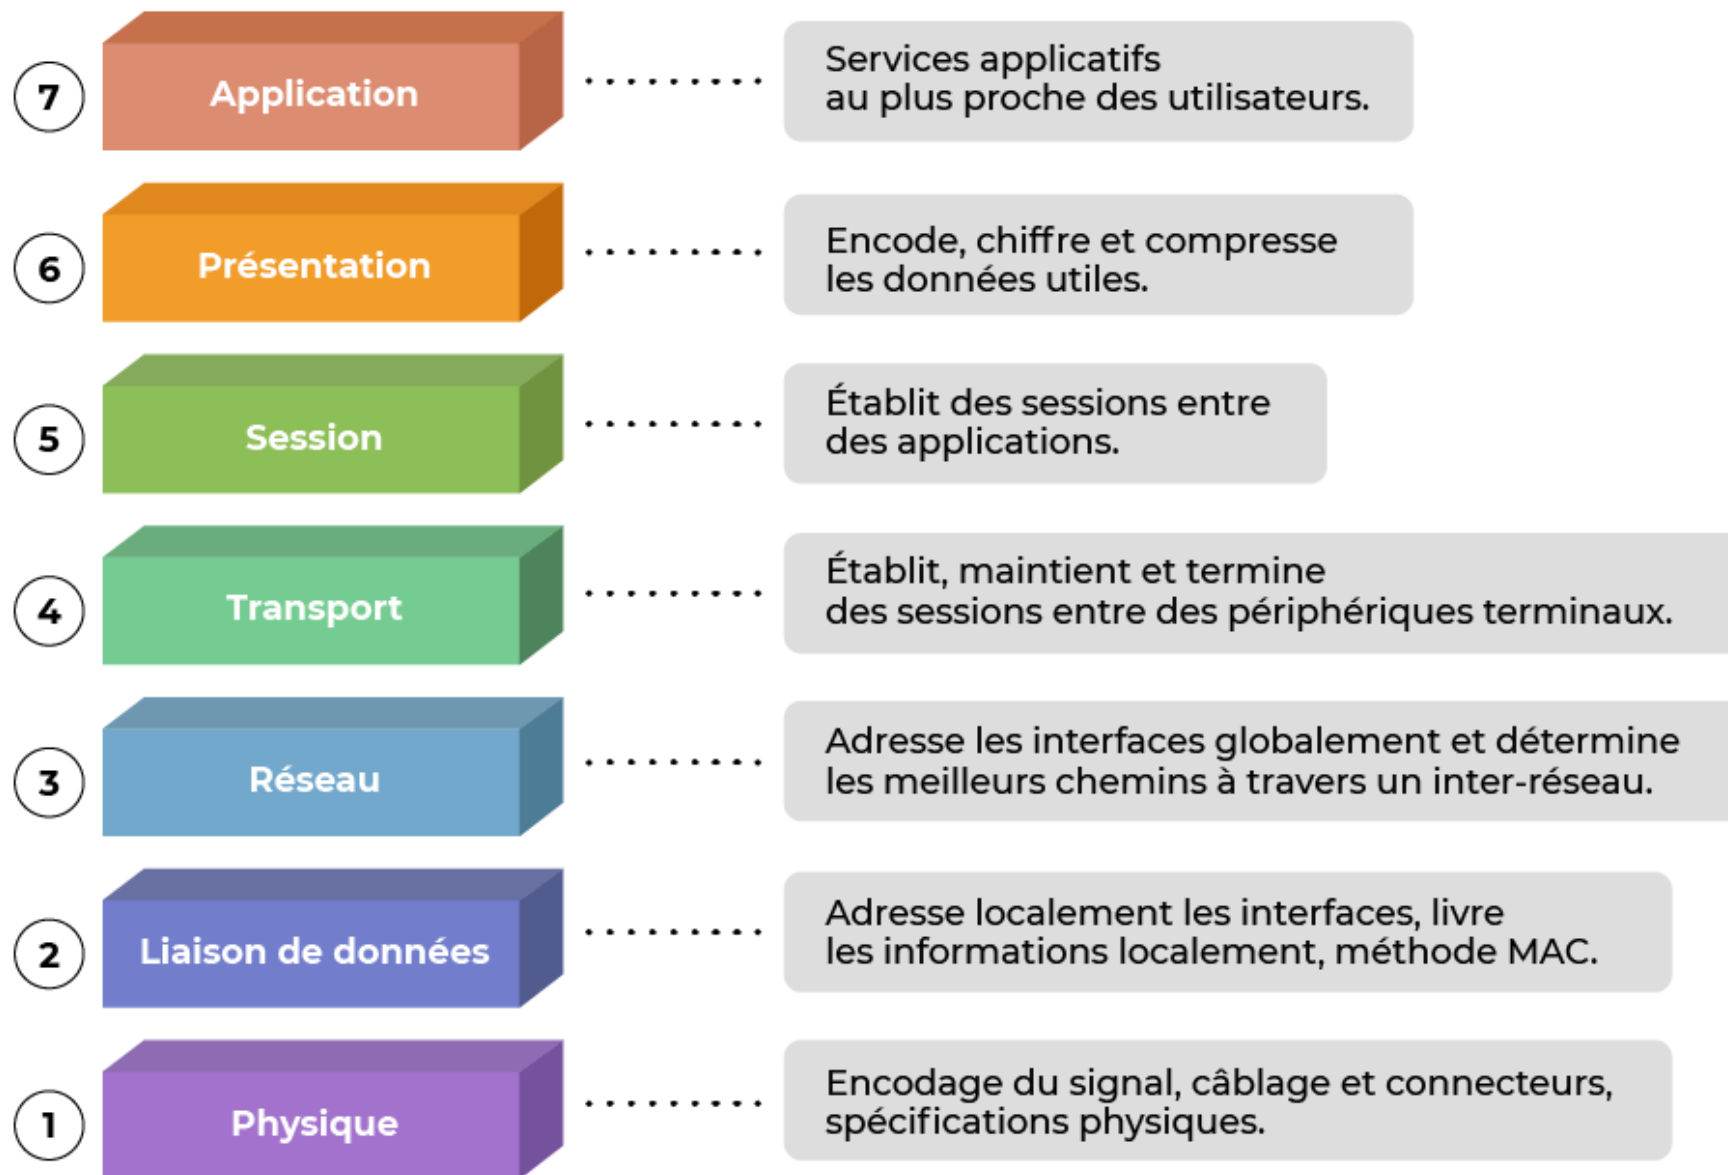 7
Application
Services applicatifs
au plus proche des utilisateurs.
6
Présentation
Encode, chiffre et compresse
les données utiles.
5
Session
Établit des sessions entre
des applications.
4
Transport
Établit, maintient et termine
des sessions entre des périphériques terminaux.
3
Réseau
Adresse les interfaces globalement et détermine
les meilleurs chemins à travers un inter-réseau.
2
Liaison de données
Adresse localement les interfaces, livre
les informations localement, méthode MAC.
1
Physique
Encodage du signal, câblage et connecteurs,
spécifications physiques.